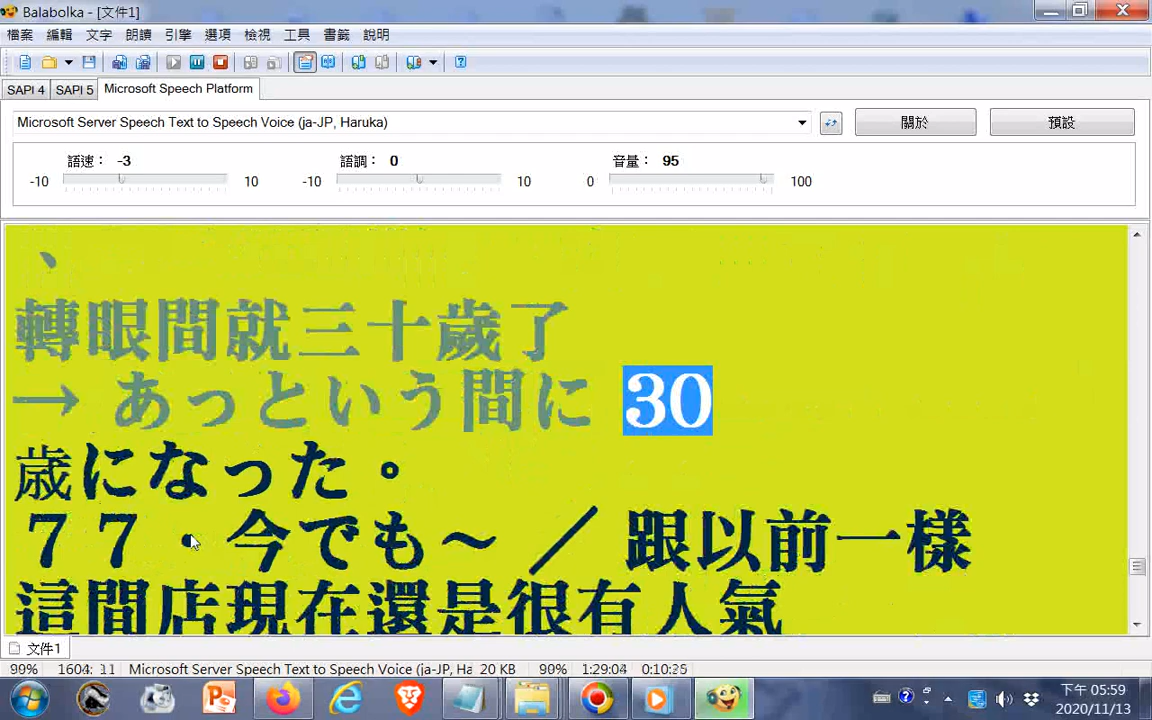 Balabolka - [文件1]
檔案 編輯 文字 朗讀 引擎 選項 檢視 工具 書籤 說明
SAPI 4 SAPI 5 Microsoft Speech Platform
Microsoft Server Speech Text to Speech Voice (ja-JP, Haruka) 關於 預設
語速： -3 語調： 0 音量： 95
-10 10 -10 10 0 100
、
轉眼間就三十歲了
→ あっという間に 30
歳になった。
７７．今でも～ ／ 跟以前一樣
這間店現在還是很有人氣
文件1
99% 1604: 11 Microsoft Server Speech Text to Speech Voice (ja-JP, Ha 20 KB 90% 1:29:04 0:10:35
下午 05:59
2020/11/13